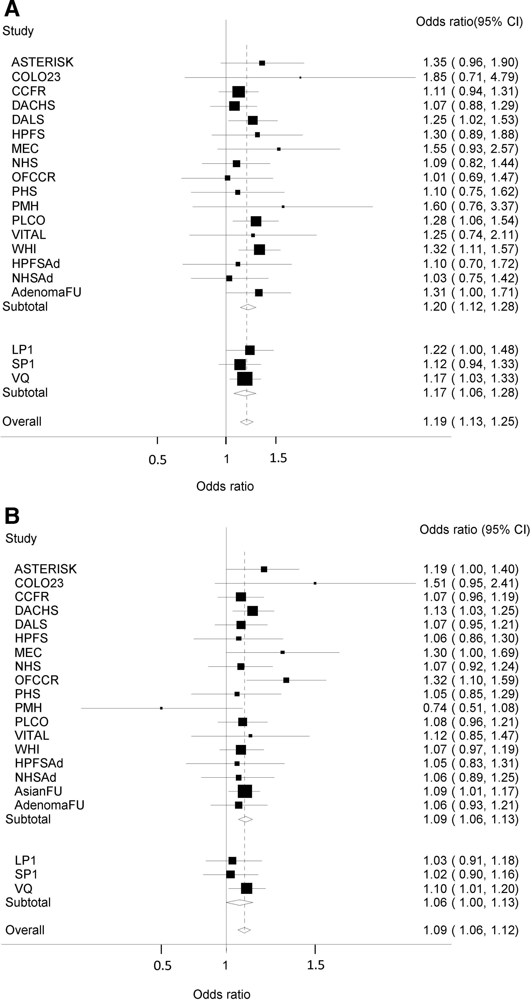 A
Odds ratio(95% CI)
Study
ASTERISK 1.35 ( 0.96, 1.90)
COLO23 1.85 ( 0.71, 4.79)
CCFR 1.11 ( 0.94, 1.31)
DACHS 1.07 ( 0.88, 1.29)
DALS 1.25 ( 1.02, 1.53)
HPFS 1.30 ( 0.89, 1.88)
MEC 1.55 ( 0.93, 2.57)
NHS 1.09 ( 0.82, 1.44)
OFCCR 1.01 ( 0.69, 1.47)
PHS 1.10 ( 0.75, 1.62)
PMH 1.60 ( 0.76, 3.37)
PLCO 1.28 ( 1.06, 1.54)
VITAL 1.25 ( 0.74, 2.11)
WHI 1.32 ( 1.11, 1.57)
HPFSAd 1.10 ( 0.70, 1.72)
NHSAd 1.03 ( 0.75, 1.42)
AdenomaFU 1.31 ( 1.00, 1.71)
Subtotal 1.20 ( 1.12, 1.28)
LP1 1.22 ( 1.00, 1.48)
SP1 1.12 ( 0.94, 1.33)
VQ 1.17 ( 1.03, 1.33)
Subtotal 1.17 ( 1.06, 1.28)
Overall 1.19 ( 1.13, 1.25)
0.5 1 1.5
Odds ratio
B
Odds ratio (95% CI)
Study
ASTERISK 1.19 ( 1.00, 1.40)
COLO23 1.51 ( 0.95, 2.41)
CCFR 1.07 ( 0.96, 1.19)
DACHS 1.13 ( 1.03, 1.25)
DALS 1.07 ( 0.95, 1.21)
HPFS 1.06 ( 0.86, 1.30)
MEC 1.30 ( 1.00, 1.69)
NHS 1.07 ( 0.92, 1.24)
OFCCR 1.32 ( 1.10, 1.59)
PHS 1.05 ( 0.85, 1.29)
PMH 0.74 ( 0.51, 1.08)
PLCO 1.08 ( 0.96, 1.21)
VITAL 1.12 ( 0.85, 1.47)
WHI 1.07 ( 0.97, 1.19)
HPFSAd 1.05 ( 0.83, 1.31)
NHSAd 1.06 ( 0.89, 1.25)
AsianFU 1.09 ( 1.01, 1.17)
AdenomaFU 1.06 ( 0.93, 1.21)
Subtotal 1.09 ( 1.06, 1.13)
LP1 1.03 ( 0.91, 1.18)
SP1 1.02 ( 0.90, 1.16)
VQ 1.10 ( 1.01, 1.20)
Subtotal 1.06 ( 1.00, 1.13)
Overall 1.09 ( 1.06, 1.12)
0.5 1 1.5
Odds ratio